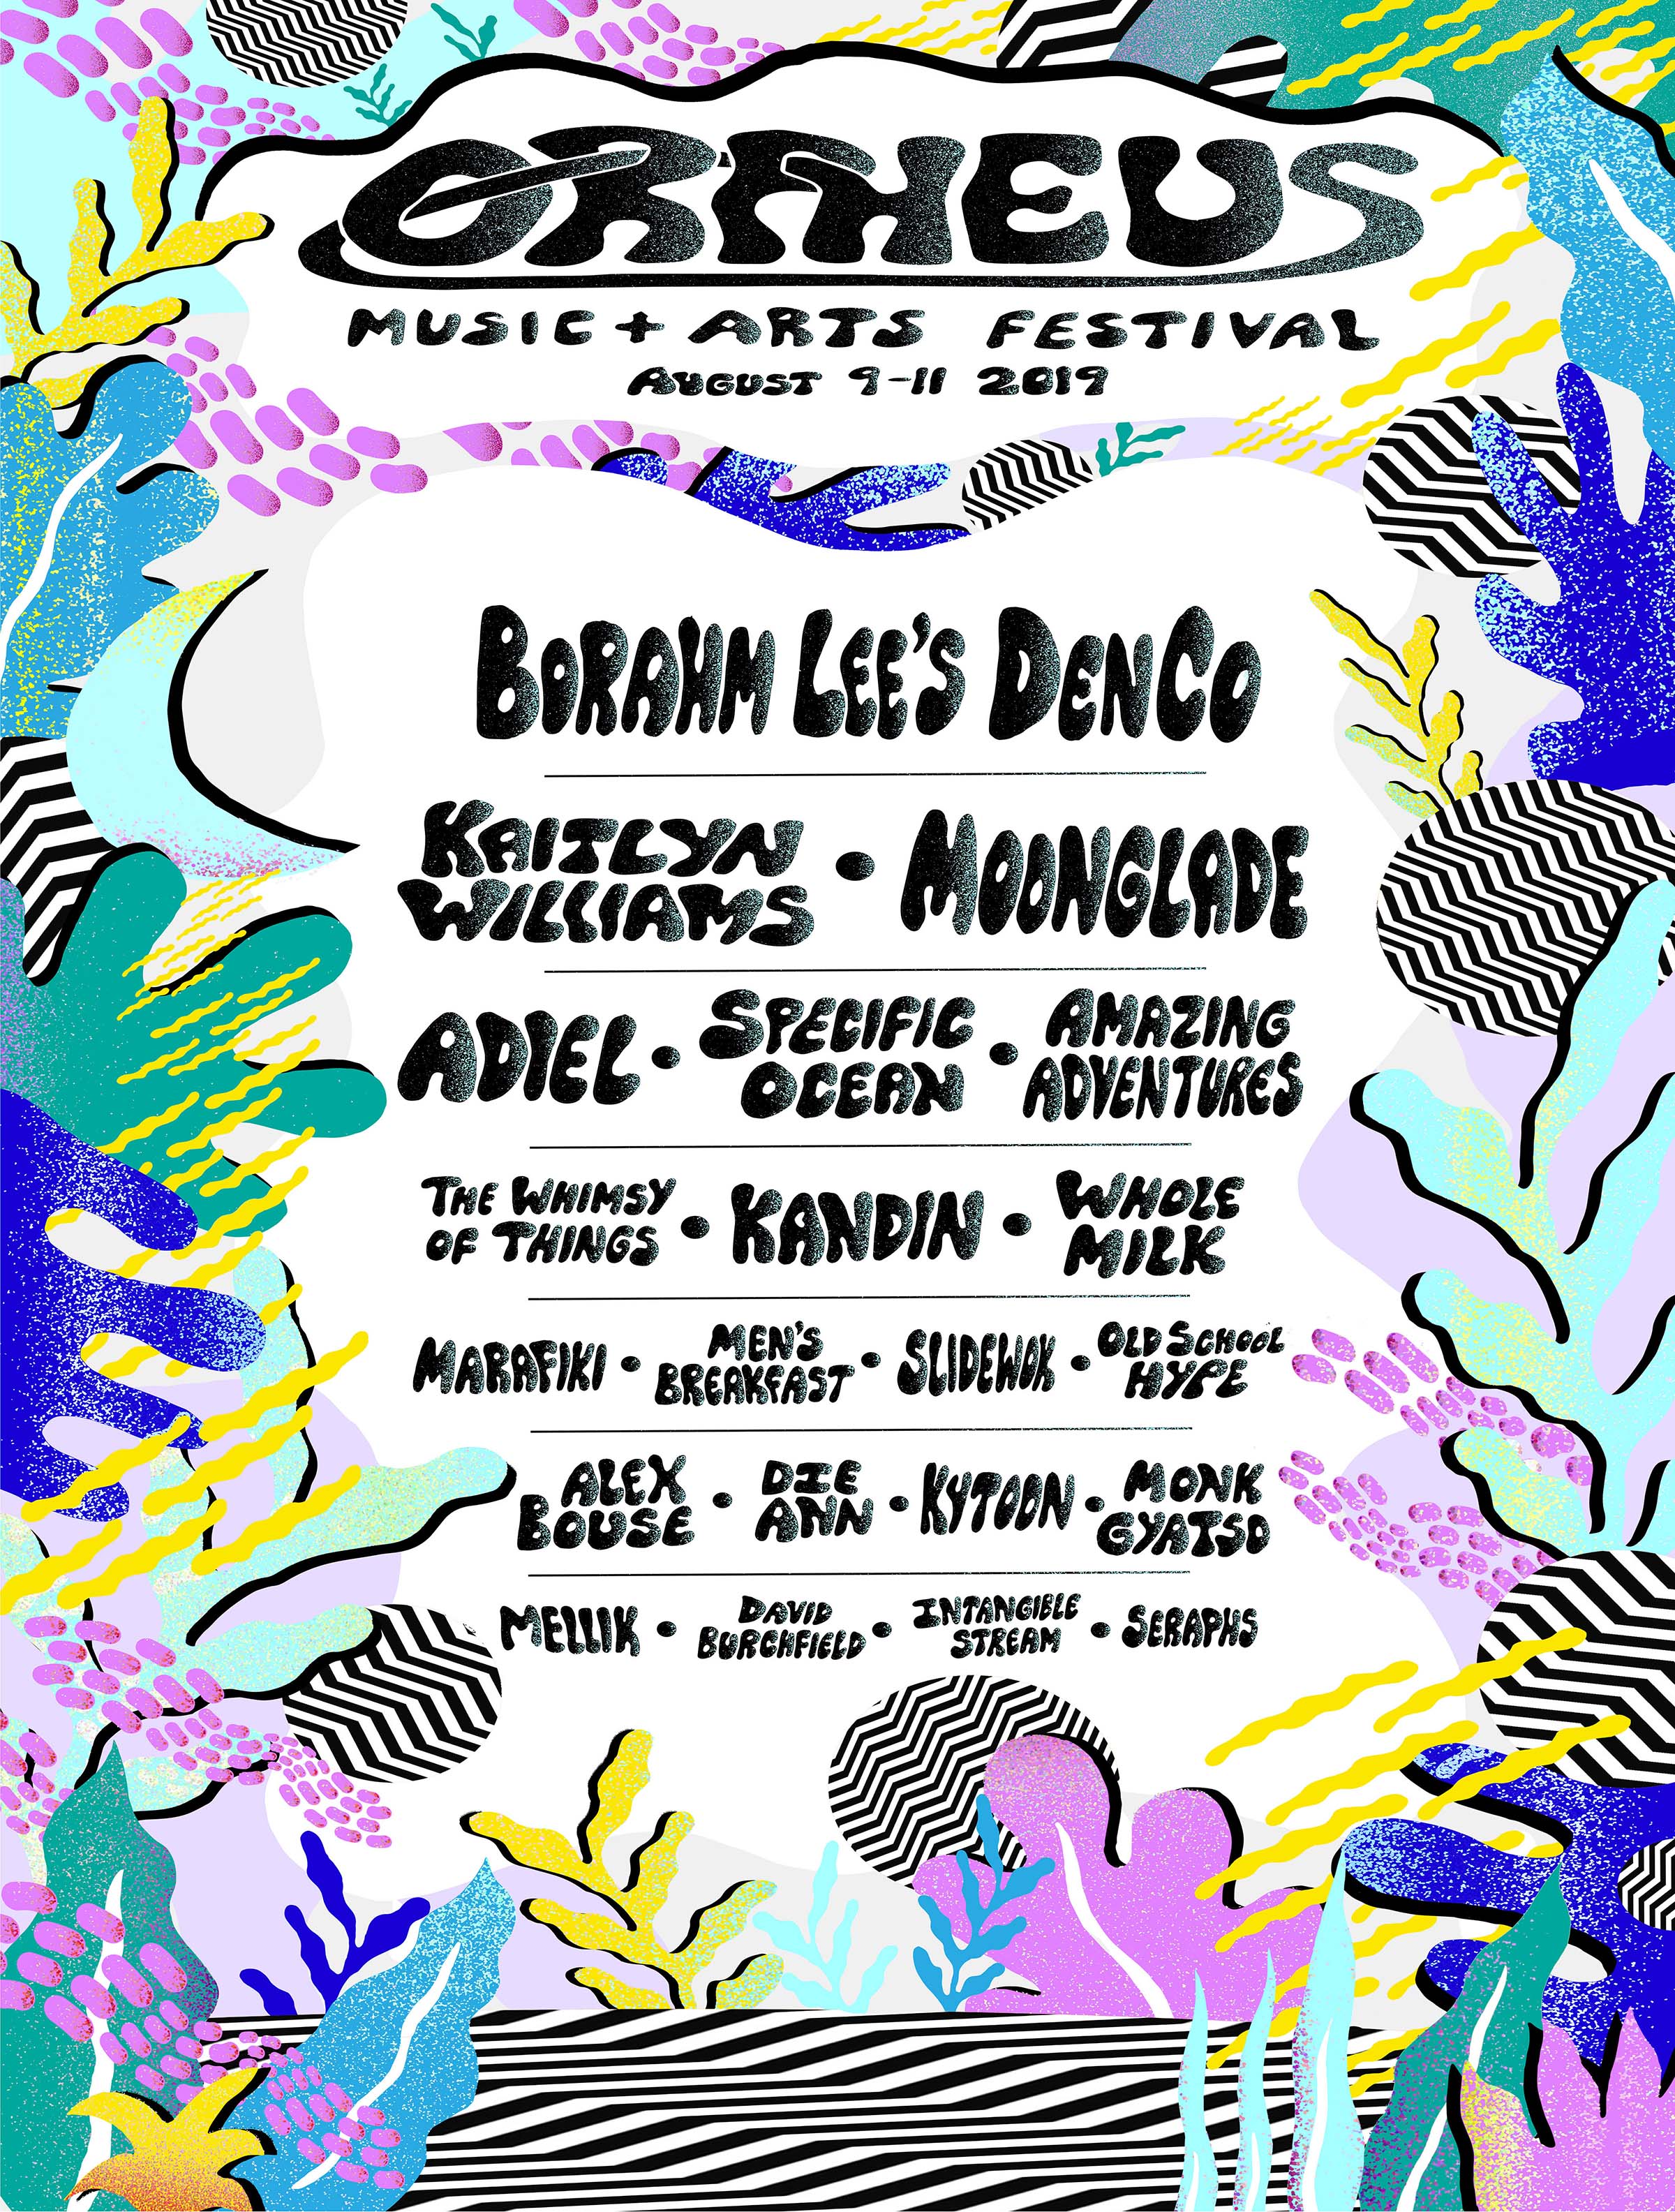 ORPHEUS
MUSIC + ARTS FESTIVAL
AUGUST 9-11 2019
BORAHM LEE'S DENCO
KAITLYN
WILLIAMS
• MOONGLADE
ADIEL •
SPECIFIC
OCEAN
•
AMAZING
ADVENTURES
THE WHIMSY
OF THINGS
• KANDIN •
WHOLE
MILK
MARAFIKI •
MEN'S
BREAKFAST
• SLIDEWOK •
OLD SCHOOL
HYPE
ALEX
BOUSE
•
DIE
ANN
• KYTOON •
MONK
GYATSO
MELLIK •
DAVID
BURCHFIELD
•
INTANGIBLE
STREAM
• SERAPHS